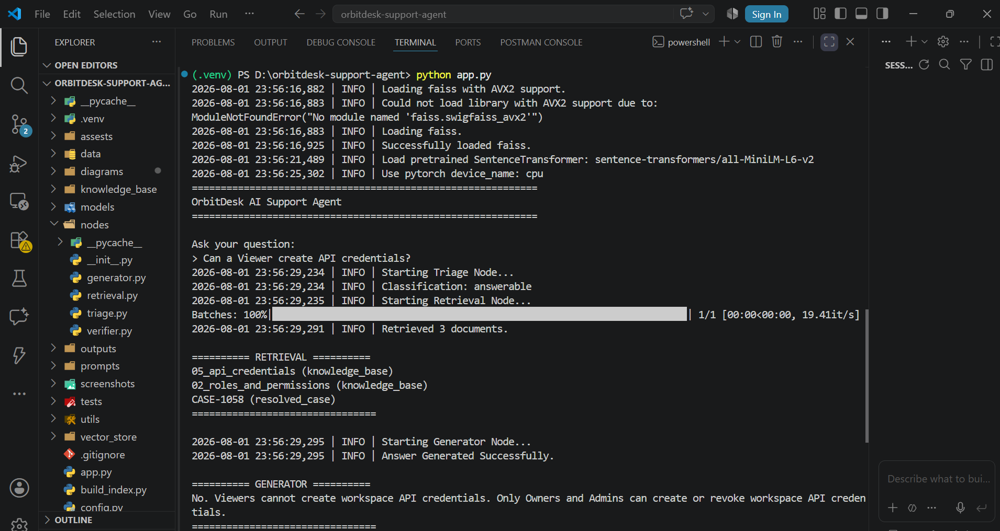 File Edit Selection View Go Run ···
orbitdesk-support-agent
Sign In
EXPLORER ···
OPEN EDITORS
ORBITDESK-SUPPORT-AG...
__pycache__
.venv
assests
data
diagrams
knowledge_base
models
nodes
__pycache__
__init__.py
generator.py
retrieval.py
triage.py
verifier.py
outputs
prompts
screenshots
tests
utils
vector_store
.gitignore
app.py
build_index.py
config.py
OUTLINE
2
PROBLEMS OUTPUT DEBUG CONSOLE TERMINAL PORTS POSTMAN CONSOLE
powershell
(.venv) PS D:\orbitdesk-support-agent> python app.py
2026-08-01 23:56:16,882 | INFO | Loading faiss with AVX2 support.
2026-08-01 23:56:16,883 | INFO | Could not load library with AVX2 support due to:
ModuleNotFoundError("No module named 'faiss.swigfaiss_avx2'")
2026-08-01 23:56:16,883 | INFO | Loading faiss.
2026-08-01 23:56:16,925 | INFO | Successfully loaded faiss.
2026-08-01 23:56:21,489 | INFO | Load pretrained SentenceTransformer: sentence-transformers/all-MiniLM-L6-v2
2026-08-01 23:56:25,302 | INFO | Use pytorch device_name: cpu
============================================================
OrbitDesk AI Support Agent
============================================================
Ask your question:
> Can a Viewer create API credentials?
2026-08-01 23:56:29,234 | INFO | Starting Triage Node...
2026-08-01 23:56:29,234 | INFO | Classification: answerable
2026-08-01 23:56:29,235 | INFO | Starting Retrieval Node...
Batches: 100%| | 1/1 [00:00<00:00, 19.41it/s]
2026-08-01 23:56:29,291 | INFO | Retrieved 3 documents.
========== RETRIEVAL ==========
05_api_credentials (knowledge_base)
02_roles_and_permissions (knowledge_base)
CASE-1058 (resolved_case)
================================
2026-08-01 23:56:29,295 | INFO | Starting Generator Node...
2026-08-01 23:56:29,295 | INFO | Answer Generated Successfully.
========== GENERATOR ==========
No. Viewers cannot create workspace API credentials. Only Owners and Admins can create or revoke workspace API creden
tials.
================================
SESS...
Describe what to bui...